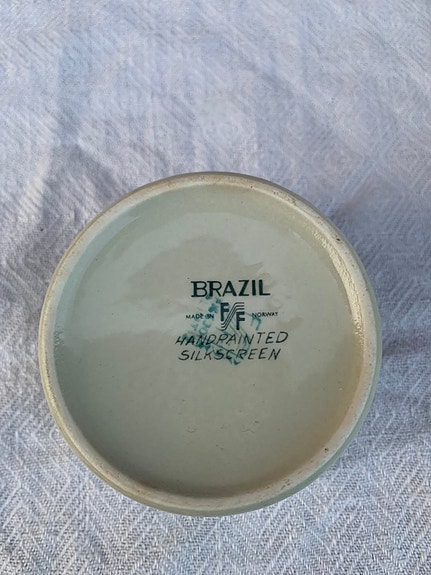 BRAZIL
MADE IN F/F NORWAY
HANDPAINTED
SILKSCREEN